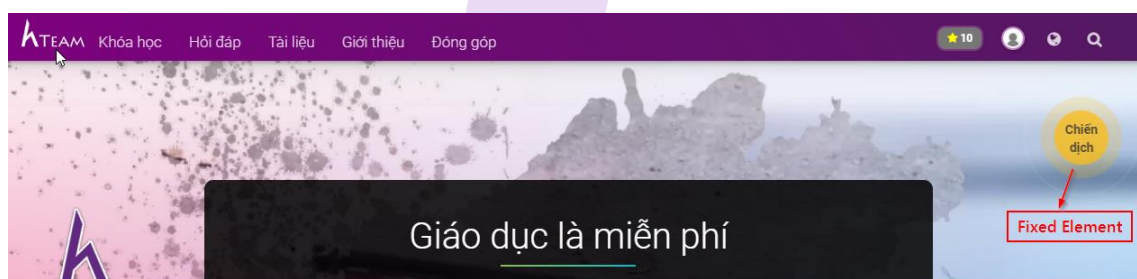 hTEAM Khóa học Hỏi đáp Tài liệu Giới thiệu Đóng góp 10
Chiến
dịch
Fixed Element
Giáo dục là miễn phí
h